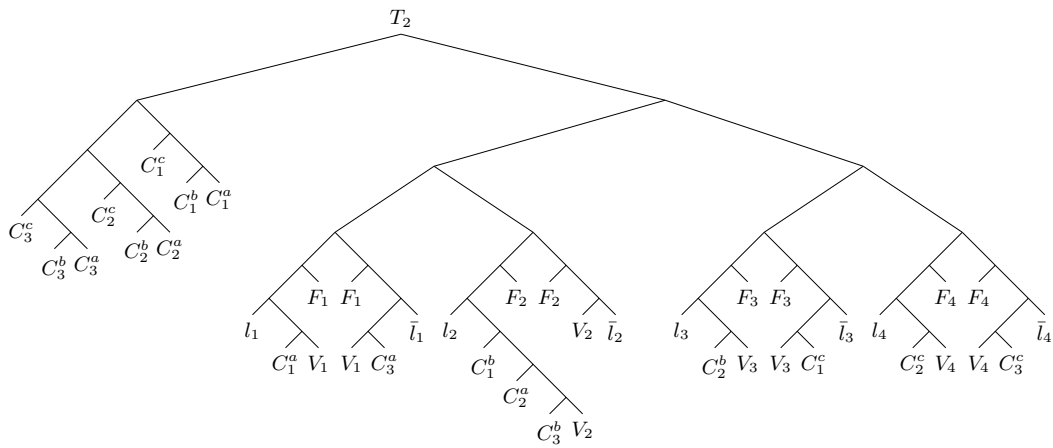 T_2
C_1^c
C_1^b C_1^a
C_3^c C_2^c
C_2^b C_2^a
C_3^b C_3^a
F_1 F_1 F_2 F_2 F_3 F_3 F_4 F_4
l_1 \bar{l}_1 l_2 V_2 \bar{l}_2 l_3 \bar{l}_3 l_4 \bar{l}_4
C_1^a V_1 V_1 C_3^a C_1^b C_2^b V_3 V_3 C_1^c C_2^c V_4 V_4 C_3^c
C_2^a
C_3^b V_2